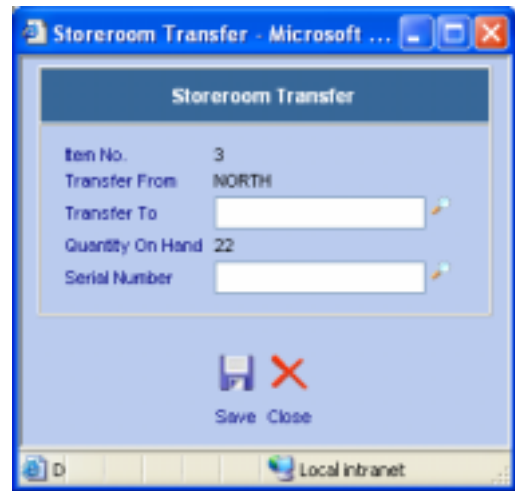 Storeroom Transfer - Microsoft ...
Storeroom Transfer
Item No. 3
Transfer From NORTH
Transfer To
Quantity On Hand 22
Serial Number
Save Close
D Local intranet